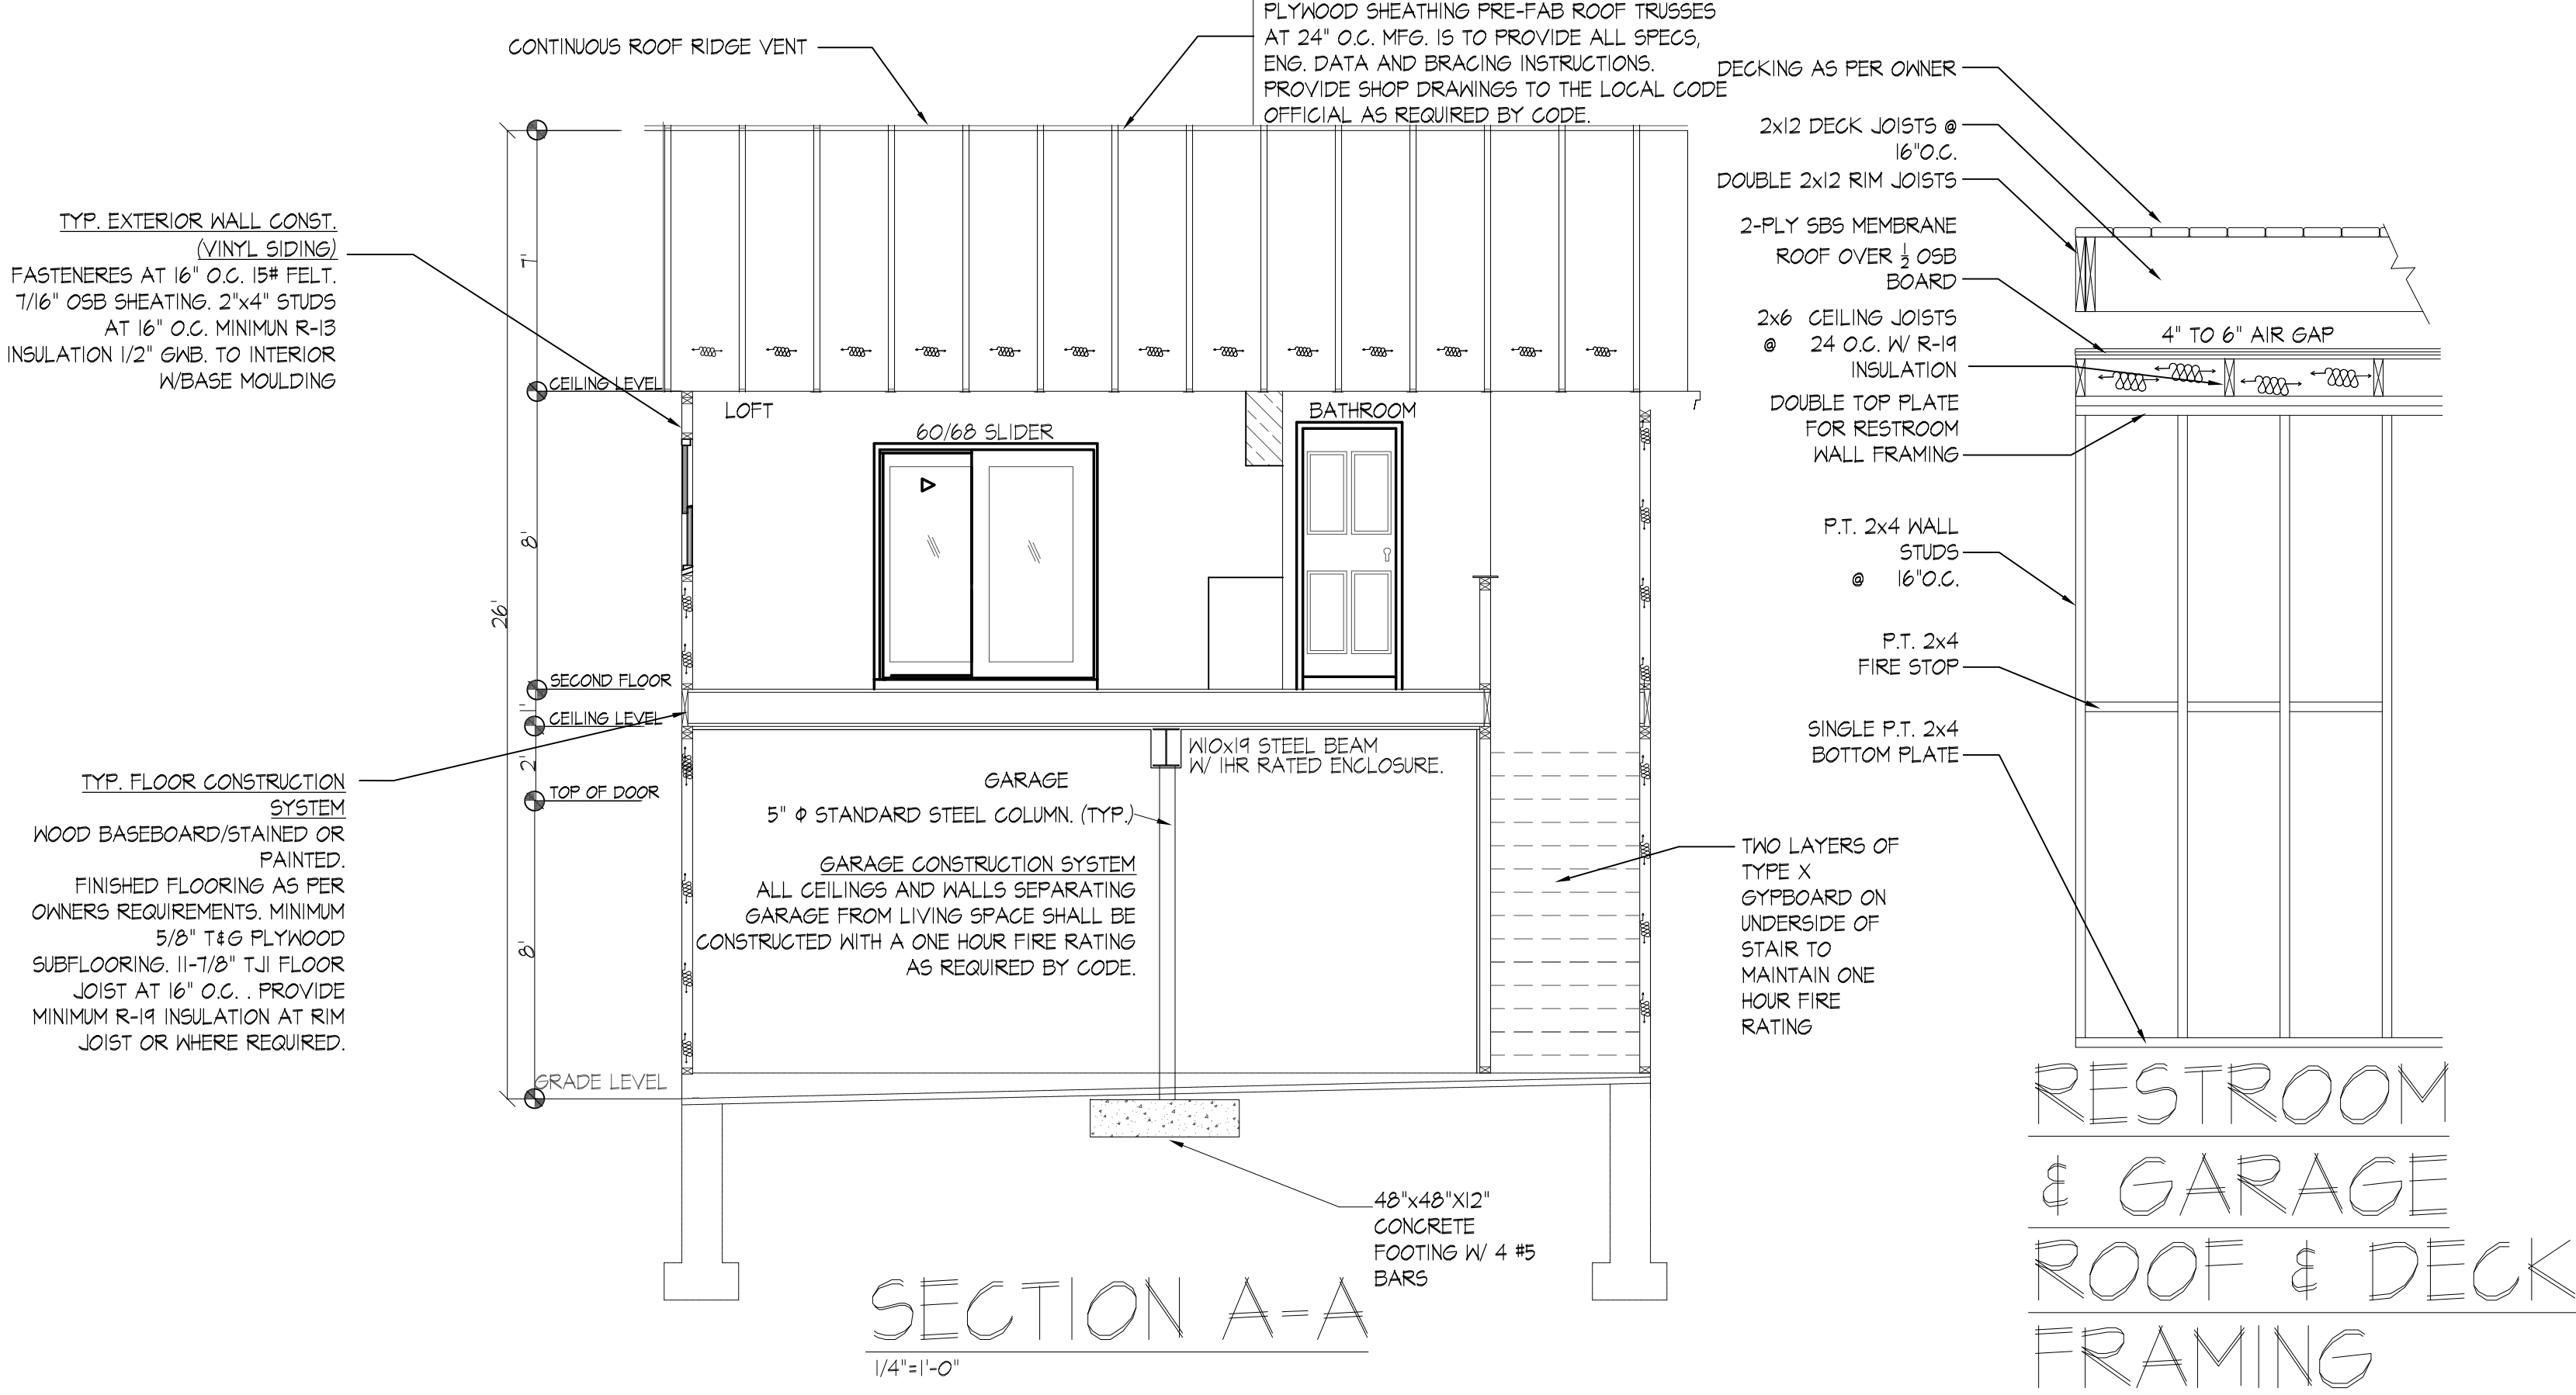 CONTINUOUS ROOF RIDGE VENT
PLYWOOD SHEATHING PRE-FAB ROOF TRUSSES
AT 24" O.C. MFG. IS TO PROVIDE ALL SPECS,
ENG. DATA AND BRACING INSTRUCTIONS.
PROVIDE SHOP DRAWINGS TO THE LOCAL CODE
OFFICIAL AS REQUIRED BY CODE.
TYP. EXTERIOR WALL CONST.
(VINYL SIDING)
FASTENERES AT 16" O.C. 15# FELT.
7/16" OSB SHEATING. 2"x4" STUDS
AT 16" O.C. MINIMUN R-13
INSULATION 1/2" GWB. TO INTERIOR
W/BASE MOULDING
7'
8'
26'
1'
2'
8'
CEILING LEVEL
SECOND FLOOR
CEILING LEVEL
TOP OF DOOR
GRADE LEVEL
LOFT
60/68 SLIDER
BATHROOM
TYP. FLOOR CONSTRUCTION
SYSTEM
WOOD BASEBOARD/STAINED OR
PAINTED.
FINISHED FLOORING AS PER
OWNERS REQUIREMENTS. MINIMUM
5/8" T&G PLYWOOD
SUBFLOORING. 11-7/8" TJI FLOOR
JOIST AT 16" O.C. . PROVIDE
MINIMUM R-19 INSULATION AT RIM
JOIST OR WHERE REQUIRED.
W10x19 STEEL BEAM
W/ 1HR RATED ENCLOSURE.
GARAGE
5" Φ STANDARD STEEL COLUMN. (TYP.)
GARAGE CONSTRUCTION SYSTEM
ALL CEILINGS AND WALLS SEPARATING
GARAGE FROM LIVING SPACE SHALL BE
CONSTRUCTED WITH A ONE HOUR FIRE RATING
AS REQUIRED BY CODE.
TWO LAYERS OF
TYPE X
GYPBOARD ON
UNDERSIDE OF
STAIR TO
MAINTAIN ONE
HOUR FIRE
RATING
48"x48"X12"
CONCRETE
FOOTING W/ 4 #5
BARS
SECTION A-A
1/4"=1'-0"
DECKING AS PER OWNER
2x12 DECK JOISTS @
16"O.C.
DOUBLE 2x12 RIM JOISTS
2-PLY SBS MEMBRANE
ROOF OVER 1/2 OSB
BOARD
4" TO 6" AIR GAP
2x6 CEILING JOISTS
@ 24 O.C. W/ R-19
INSULATION
DOUBLE TOP PLATE
FOR RESTROOM
WALL FRAMING
P.T. 2x4 WALL
STUDS
@ 16"O.C.
P.T. 2x4
FIRE STOP
SINGLE P.T. 2x4
BOTTOM PLATE
RESTROOM
& GARAGE
ROOF & DECK
FRAMING